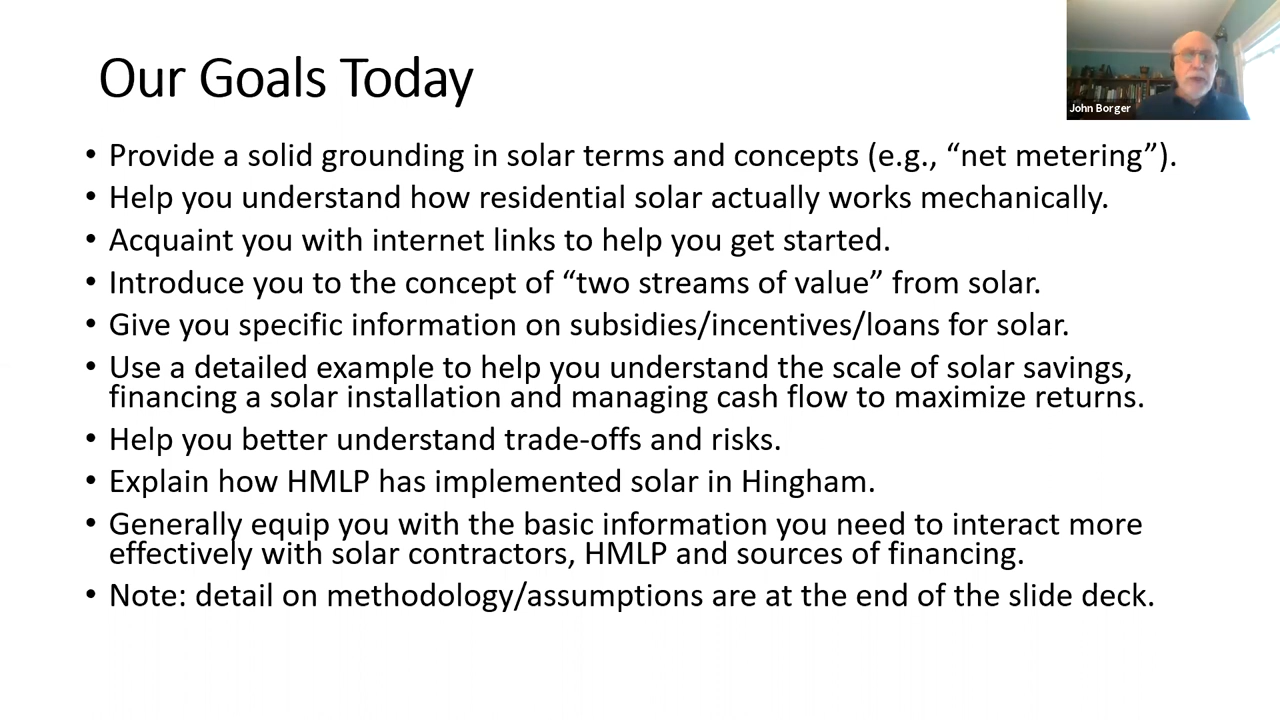 Our Goals Today
John Borger
• Provide a solid grounding in solar terms and concepts (e.g., “net metering”).
• Help you understand how residential solar actually works mechanically.
• Acquaint you with internet links to help you get started.
• Introduce you to the concept of “two streams of value” from solar.
• Give you specific information on subsidies/incentives/loans for solar.
• Use a detailed example to help you understand the scale of solar savings,
financing a solar installation and managing cash flow to maximize returns.
• Help you better understand trade-offs and risks.
• Explain how HMLP has implemented solar in Hingham.
• Generally equip you with the basic information you need to interact more
effectively with solar contractors, HMLP and sources of financing.
• Note: detail on methodology/assumptions are at the end of the slide deck.